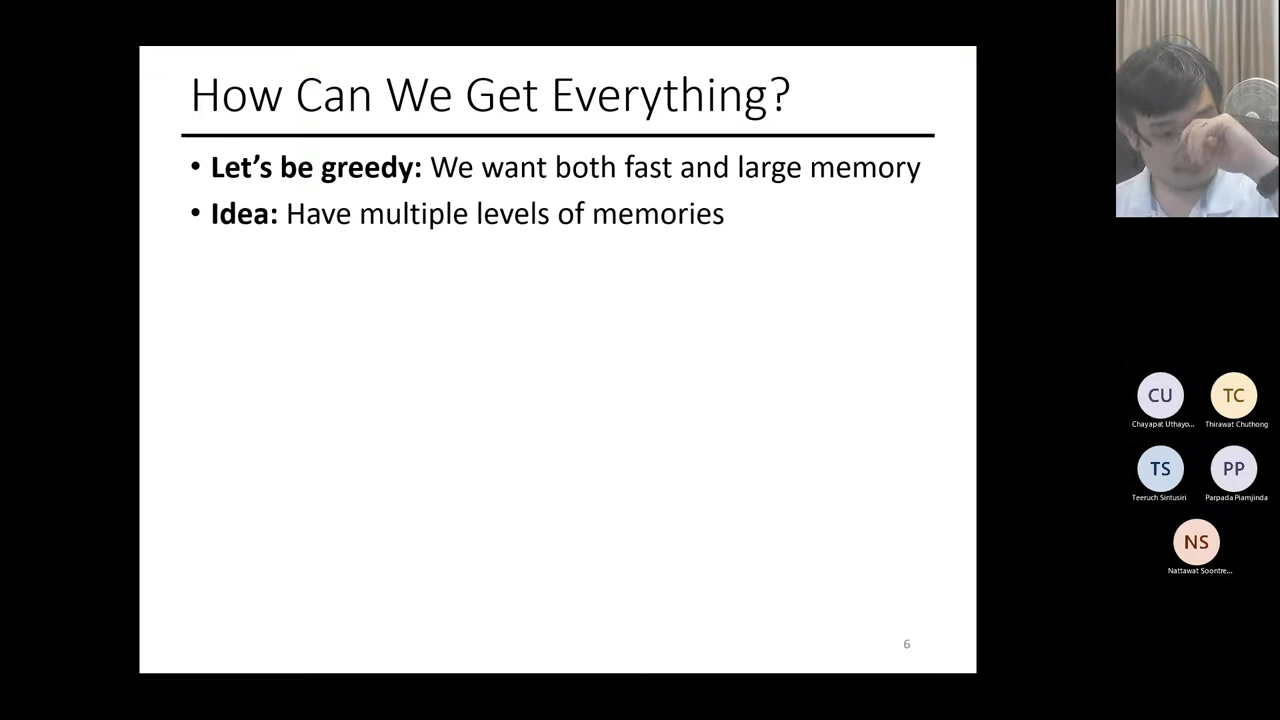 How Can We Get Everything?
• Let's be greedy: We want both fast and large memory
• Idea: Have multiple levels of memories
6
CU
TC
Chayapat Uthayo...
Thirawat Chuthong
TS
PP
Teeruch Sintusiri
Parpada Piamjinda
NS
Nattawat Soontre...